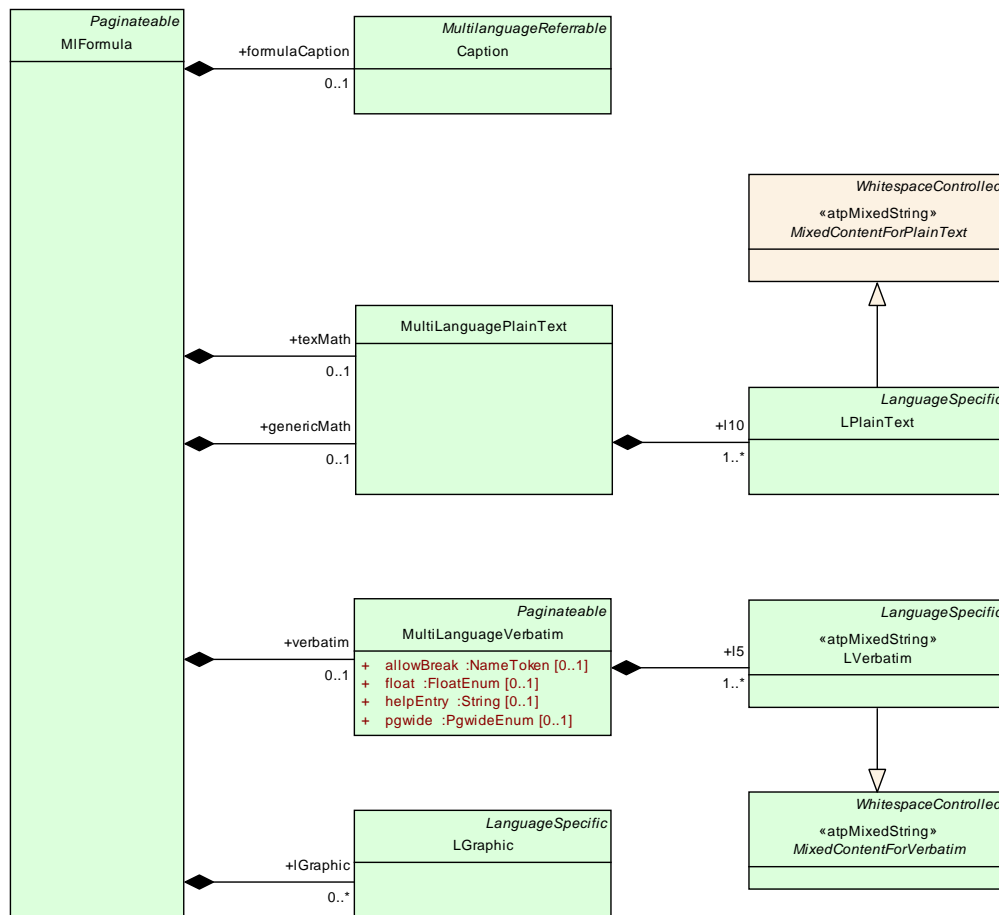 Paginateable
MlFormula
+formulaCaption
0..1
MultilanguageReferrable
Caption
WhitespaceControlled
«atpMixedString»
MixedContentForPlainText
+texMath
0..1
+genericMath
0..1
MultiLanguagePlainText
+l10
1..*
LanguageSpecific
LPlainText
+verbatim
0..1
Paginateable
MultiLanguageVerbatim
+ allowBreak :NameToken [0..1]
+ float :FloatEnum [0..1]
+ helpEntry :String [0..1]
+ pgwide :PgwideEnum [0..1]
+l5
1..*
LanguageSpecific
«atpMixedString»
LVerbatim
WhitespaceControlled
«atpMixedString»
MixedContentForVerbatim
+lGraphic
0..*
LanguageSpecific
LGraphic